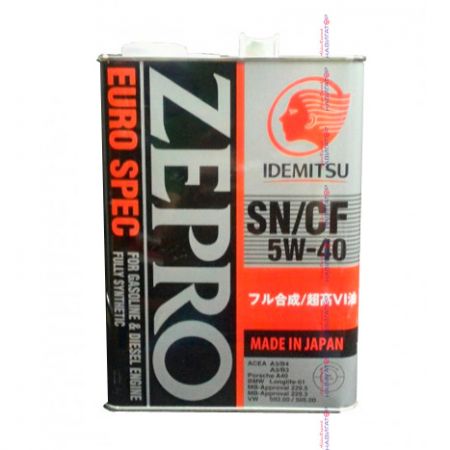 ZEPRO
EURO SPEC
FOR GASOLINE & DIESEL ENGINE
FULLY SYNTHETIC
IDEMITSU
SN/CF
5W-40
フル合成/超高VI油
MADE IN JAPAN
ACEA A3/B4
A3/B3
Porsche A40
BMW Longlife-01
MB-Approval 229.5
MB-Approval 229.3
VW 502.00 / 505.00
НАВИГАТОР